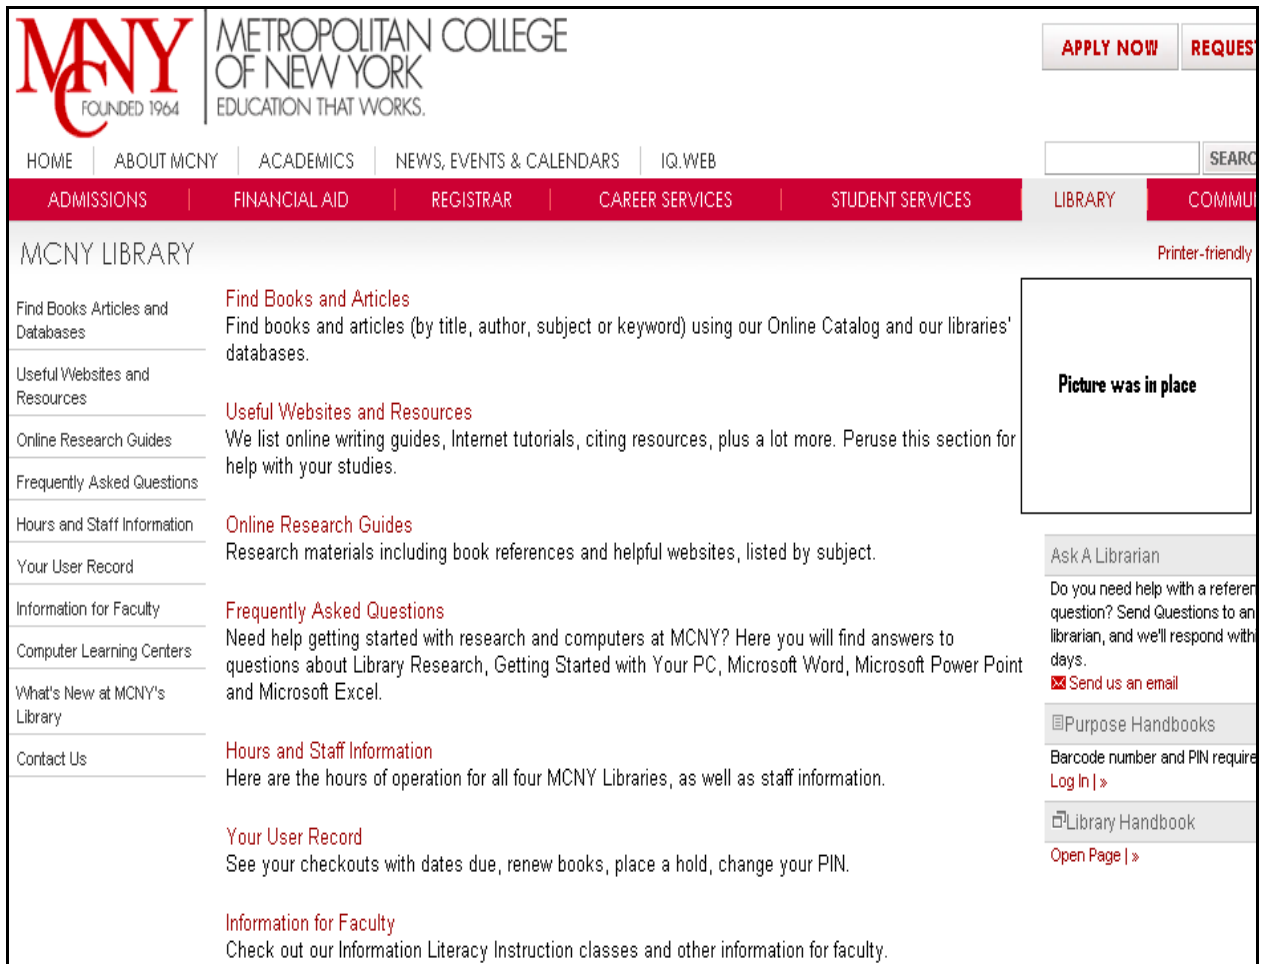 MCNY
FOUNDED 1964
METROPOLITAN COLLEGE
OF NEW YORK
EDUCATION THAT WORKS.
APPLY NOW
REQUEST
HOME
ABOUT MCNY
ACADEMICS
NEWS, EVENTS & CALENDARS
IQ.WEB
SEARC
ADMISSIONS
FINANCIAL AID
REGISTRAR
CAREER SERVICES
STUDENT SERVICES
LIBRARY
COMMU
MCNY LIBRARY
Printer-friendly
Find Books Articles and
Databases
Useful Websites and
Resources
Online Research Guides
Frequently Asked Questions
Hours and Staff Information
Your User Record
Information for Faculty
Computer Learning Centers
What's New at MCNY's
Library
Contact Us
Find Books and Articles
Find books and articles (by title, author, subject or keyword) using our Online Catalog and our libraries'
databases.
Useful Websites and Resources
We list online writing guides, Internet tutorials, citing resources, plus a lot more. Peruse this section for
help with your studies.
Online Research Guides
Research materials including book references and helpful websites, listed by subject.
Frequently Asked Questions
Need help getting started with research and computers at MCNY? Here you will find answers to
questions about Library Research, Getting Started with Your PC, Microsoft Word, Microsoft Power Point
and Microsoft Excel.
Hours and Staff Information
Here are the hours of operation for all four MCNY Libraries, as well as staff information.
Your User Record
See your checkouts with dates due, renew books, place a hold, change your PIN.
Information for Faculty
Check out our Information Literacy Instruction classes and other information for faculty.
Picture was in place
Ask A Librarian
Do you need help with a referen
question? Send Questions to an
librarian, and we'll respond with
days.
Send us an email
Purpose Handbooks
Barcode number and PIN require
Log In | »
Library Handbook
Open Page | »